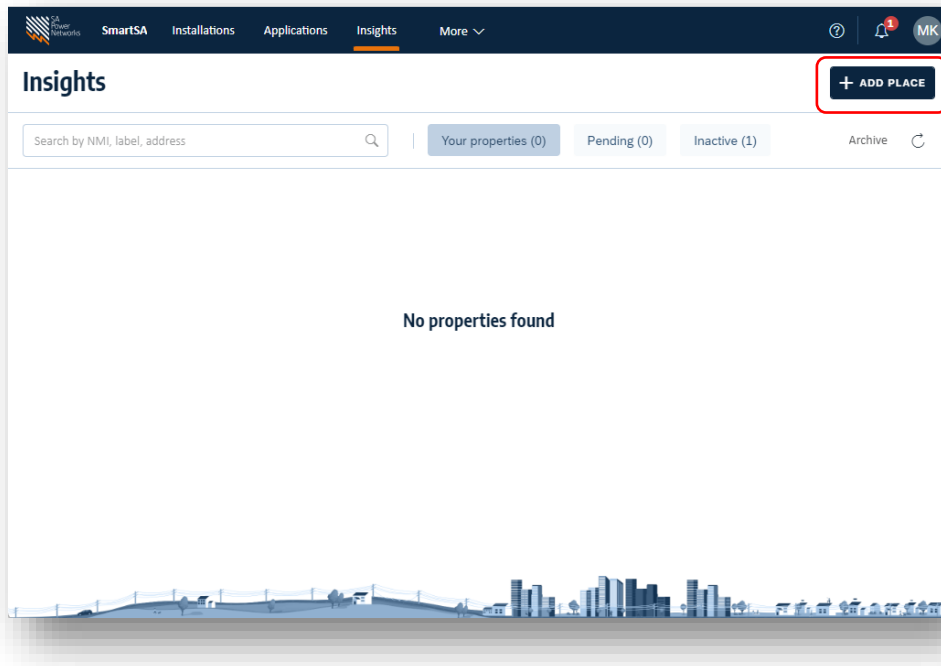 SA
Power
Networks
SmartSA Installations Applications Insights More 1 MK
Insights
+ ADD PLACE
Search by NMI, label, address Your properties (0) Pending (0) Inactive (1) Archive
No properties found